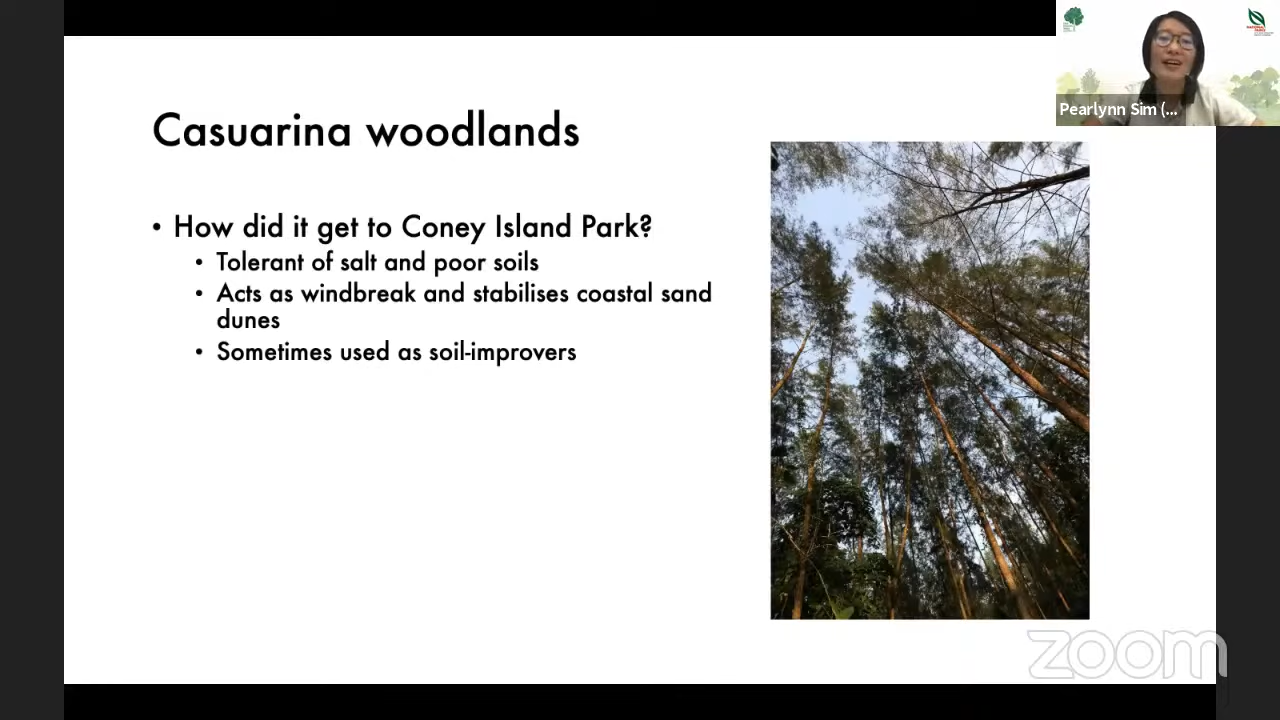 Casuarina woodlands
• How did it get to Coney Island Park?
• Tolerant of salt and poor soils
• Acts as windbreak and stabilises coastal sand
dunes
• Sometimes used as soil-improvers
Pearlynn Sim (...
zoom